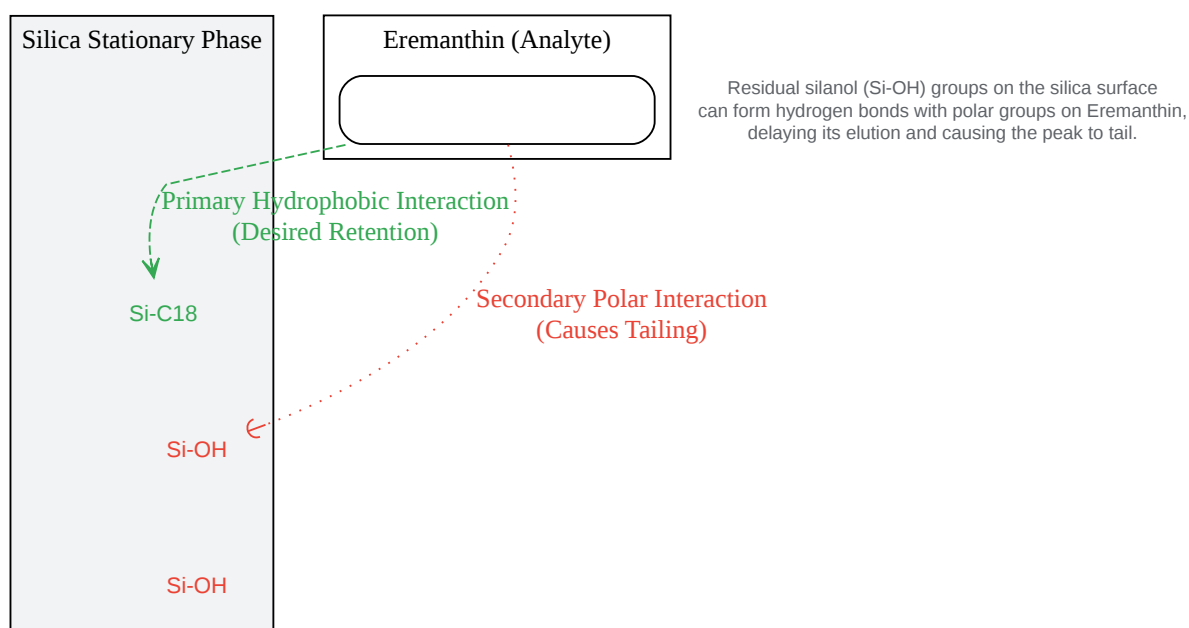 Silica Stationary Phase
Eremanthin (Analyte)
Residual silanol (Si-OH) groups on the silica surface
can form hydrogen bonds with polar groups on Eremanthin,
delaying its elution and causing the peak to tail.
Primary Hydrophobic Interaction
(Desired Retention)
Secondary Polar Interaction
(Causes Tailing)
Si-C18
Si-OH
Si-OH